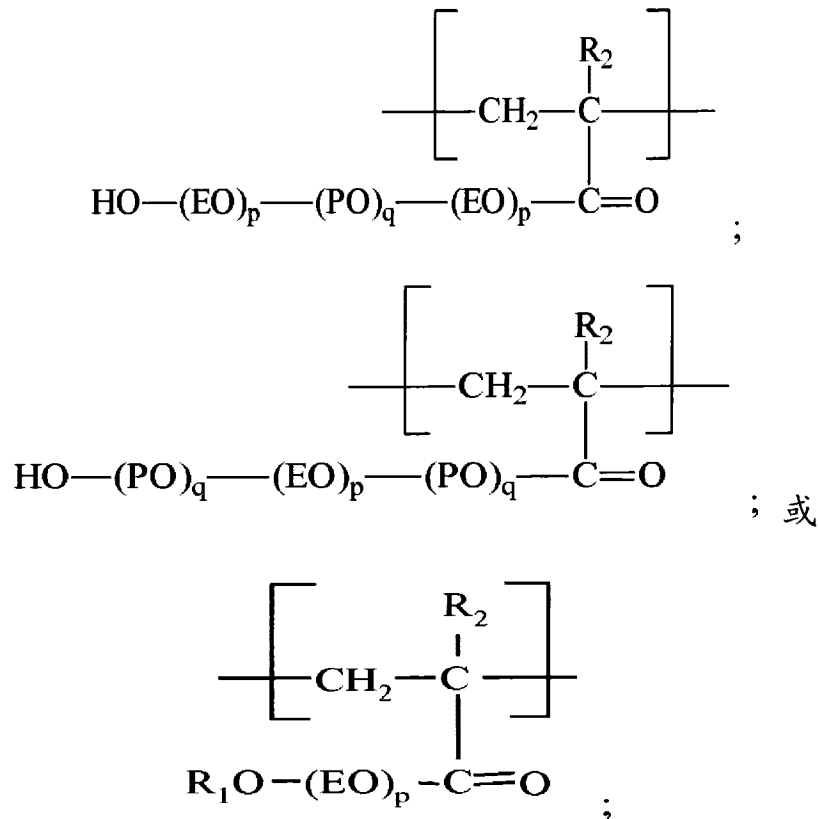 R₂
CH₂—C
HO—(EO)ₚ—(PO)q—(EO)ₚ—C=O ;
R₂
CH₂—C
HO—(PO)q—(EO)ₚ—(PO)q—C=O ; 或
R₂
CH₂—C
R₁O—(EO)ₚ—C=O ;